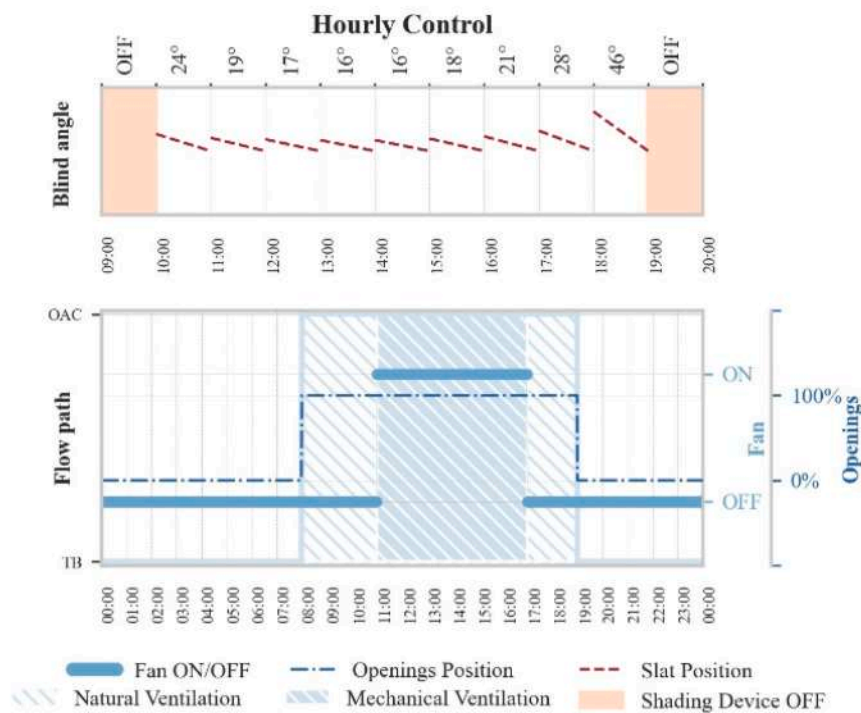 Hourly Control
OFF 24° 19° 17° 16° 16° 18° 21° 28° 46° OFF
Blind angle
09:00 10:00 11:00 12:00 13:00 14:00 15:00 16:00 17:00 18:00 19:00 20:00
OAC
ON
100%
Flow path
Fan
Openings
0%
OFF
TB
00:00 01:00 02:00 03:00 04:00 05:00 06:00 07:00 08:00 09:00 10:00 11:00 12:00 13:00 14:00 15:00 16:00 17:00 18:00 19:00 20:00 21:00 22:00 23:00 00:00
Fan ON/OFF Openings Position Slat Position
Natural Ventilation Mechanical Ventilation Shading Device OFF